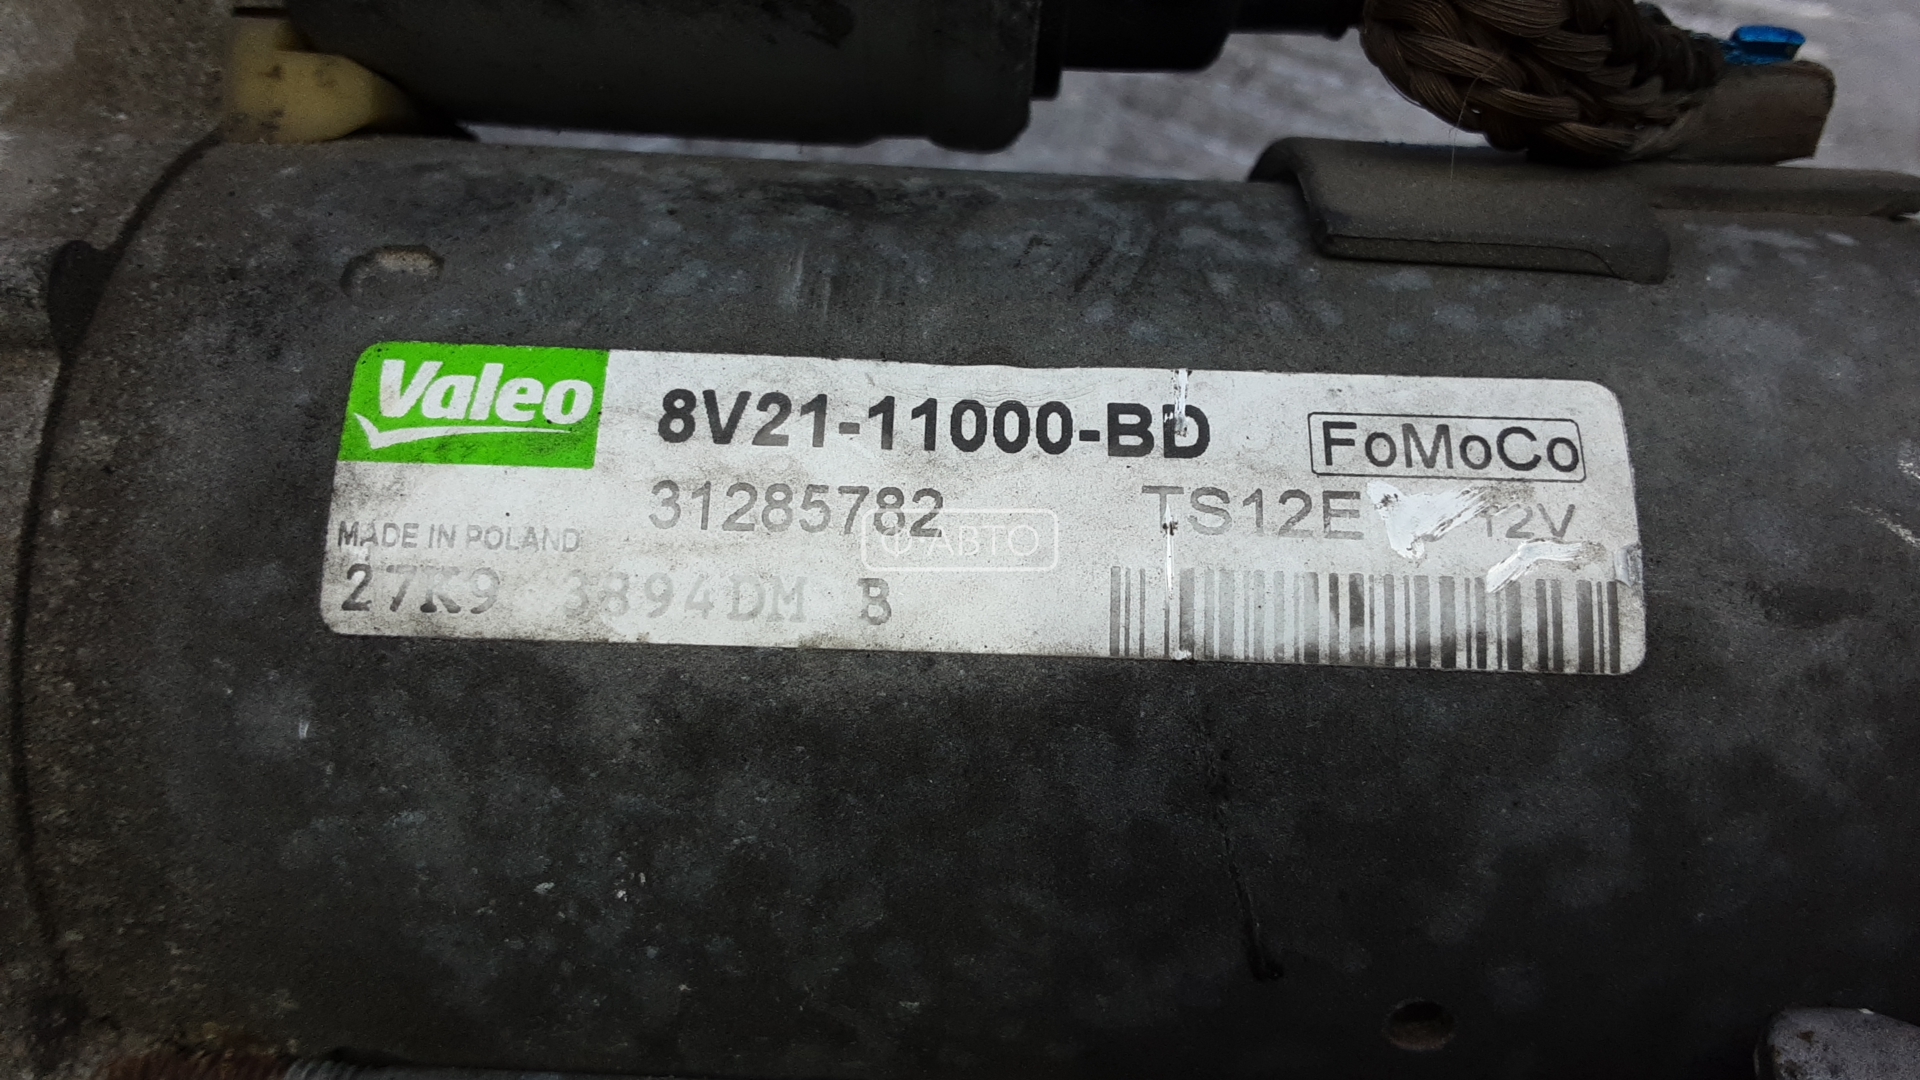 Valeo
8V21-11000-BD
FoMoCo
31285782
TS12E
12V
MADE IN POLAND
27K9 3894DM B
Ф АВТО